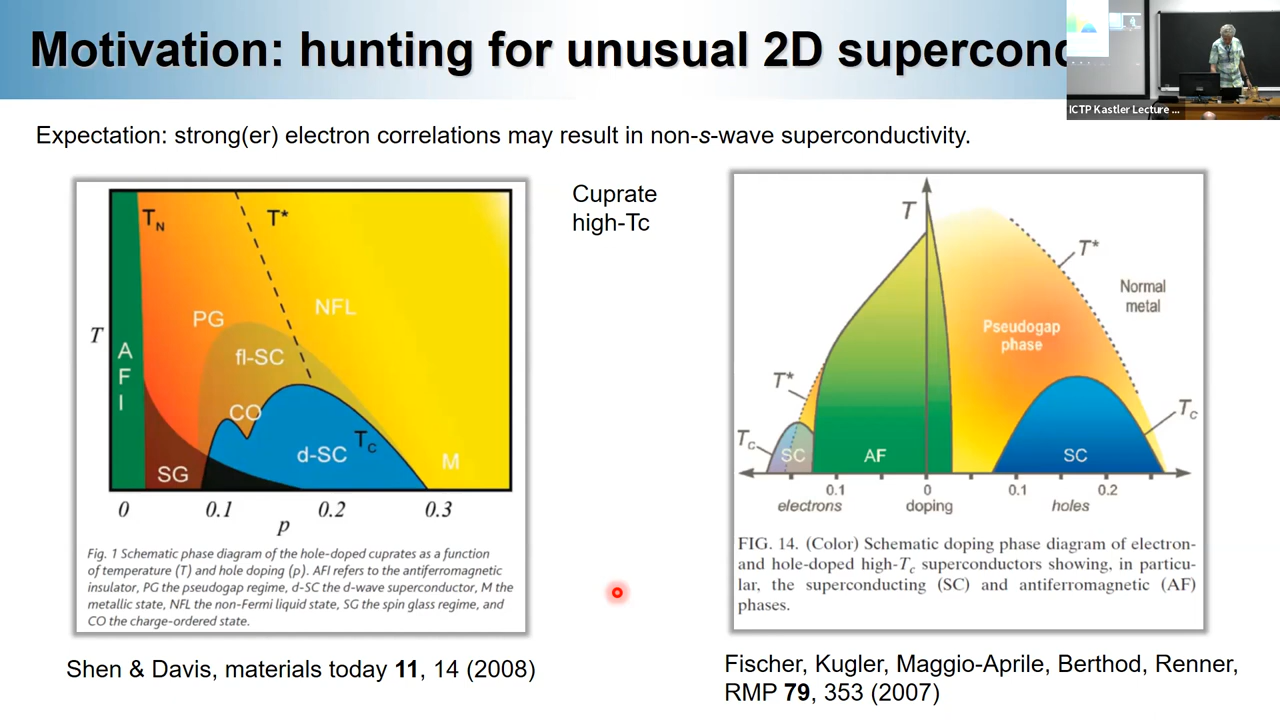 Motivation: hunting for unusual 2D supercond
ICTP Kastler Lecture ...
Expectation: strong(er) electron correlations may result in non-s-wave superconductivity.
Cuprate
high-Tc
T
TN
T*
PG
NFL
fl-SC
A
F
I
CO
TC
d-SC
M
SG
0
0.1
0.2
0.3
p
Fig. 1 Schematic phase diagram of the hole-doped cuprates as a function
of temperature (T) and hole doping (p). AFI refers to the antiferromagnetic
insulator, PG the pseudogap regime, d-SC the d-wave superconductor, M the
metallic state, NFL the non-Fermi liquid state, SG the spin glass regime, and
CO the charge-ordered state.
Shen & Davis, materials today 11, 14 (2008)
T
T*
Normal
metal
Pseudogap
phase
T*
Tc
Tc
SC
AF
SC
0.1
0
0.1
0.2
electrons
doping
holes
FIG. 14. (Color) Schematic doping phase diagram of electron-
and hole-doped high-Tc superconductors showing, in particu-
lar, the superconducting (SC) and antiferromagnetic (AF)
phases.
Fischer, Kugler, Maggio-Aprile, Berthod, Renner,
RMP 79, 353 (2007)